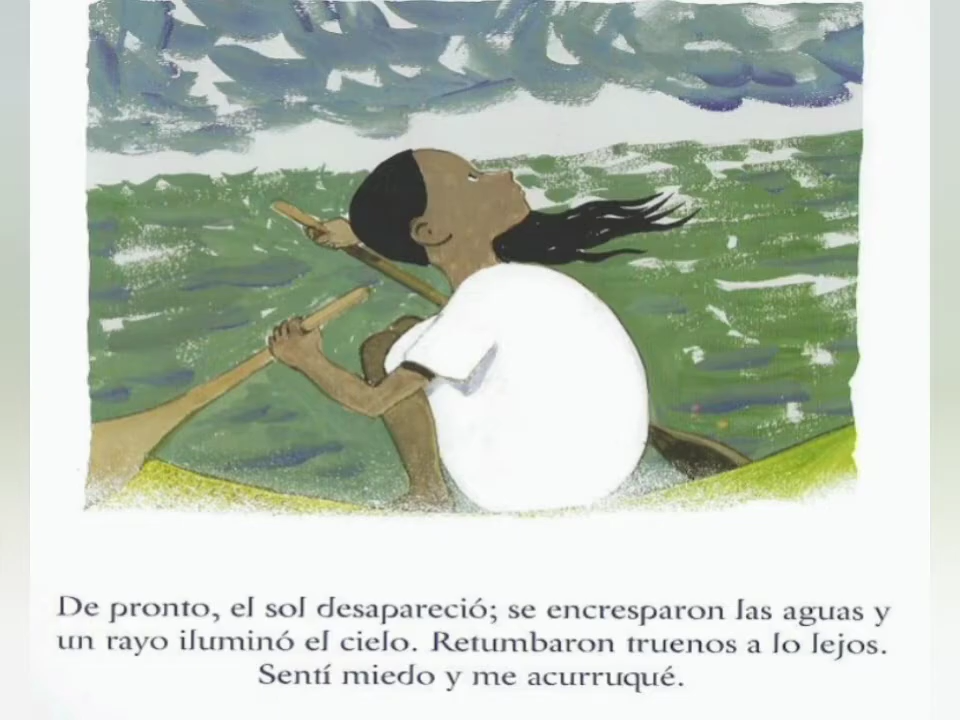 De pronto, el sol desapareció; se encresparon las aguas y
un rayo iluminó el cielo. Retumbaron truenos a lo lejos.
Sentí miedo y me acurruqué.